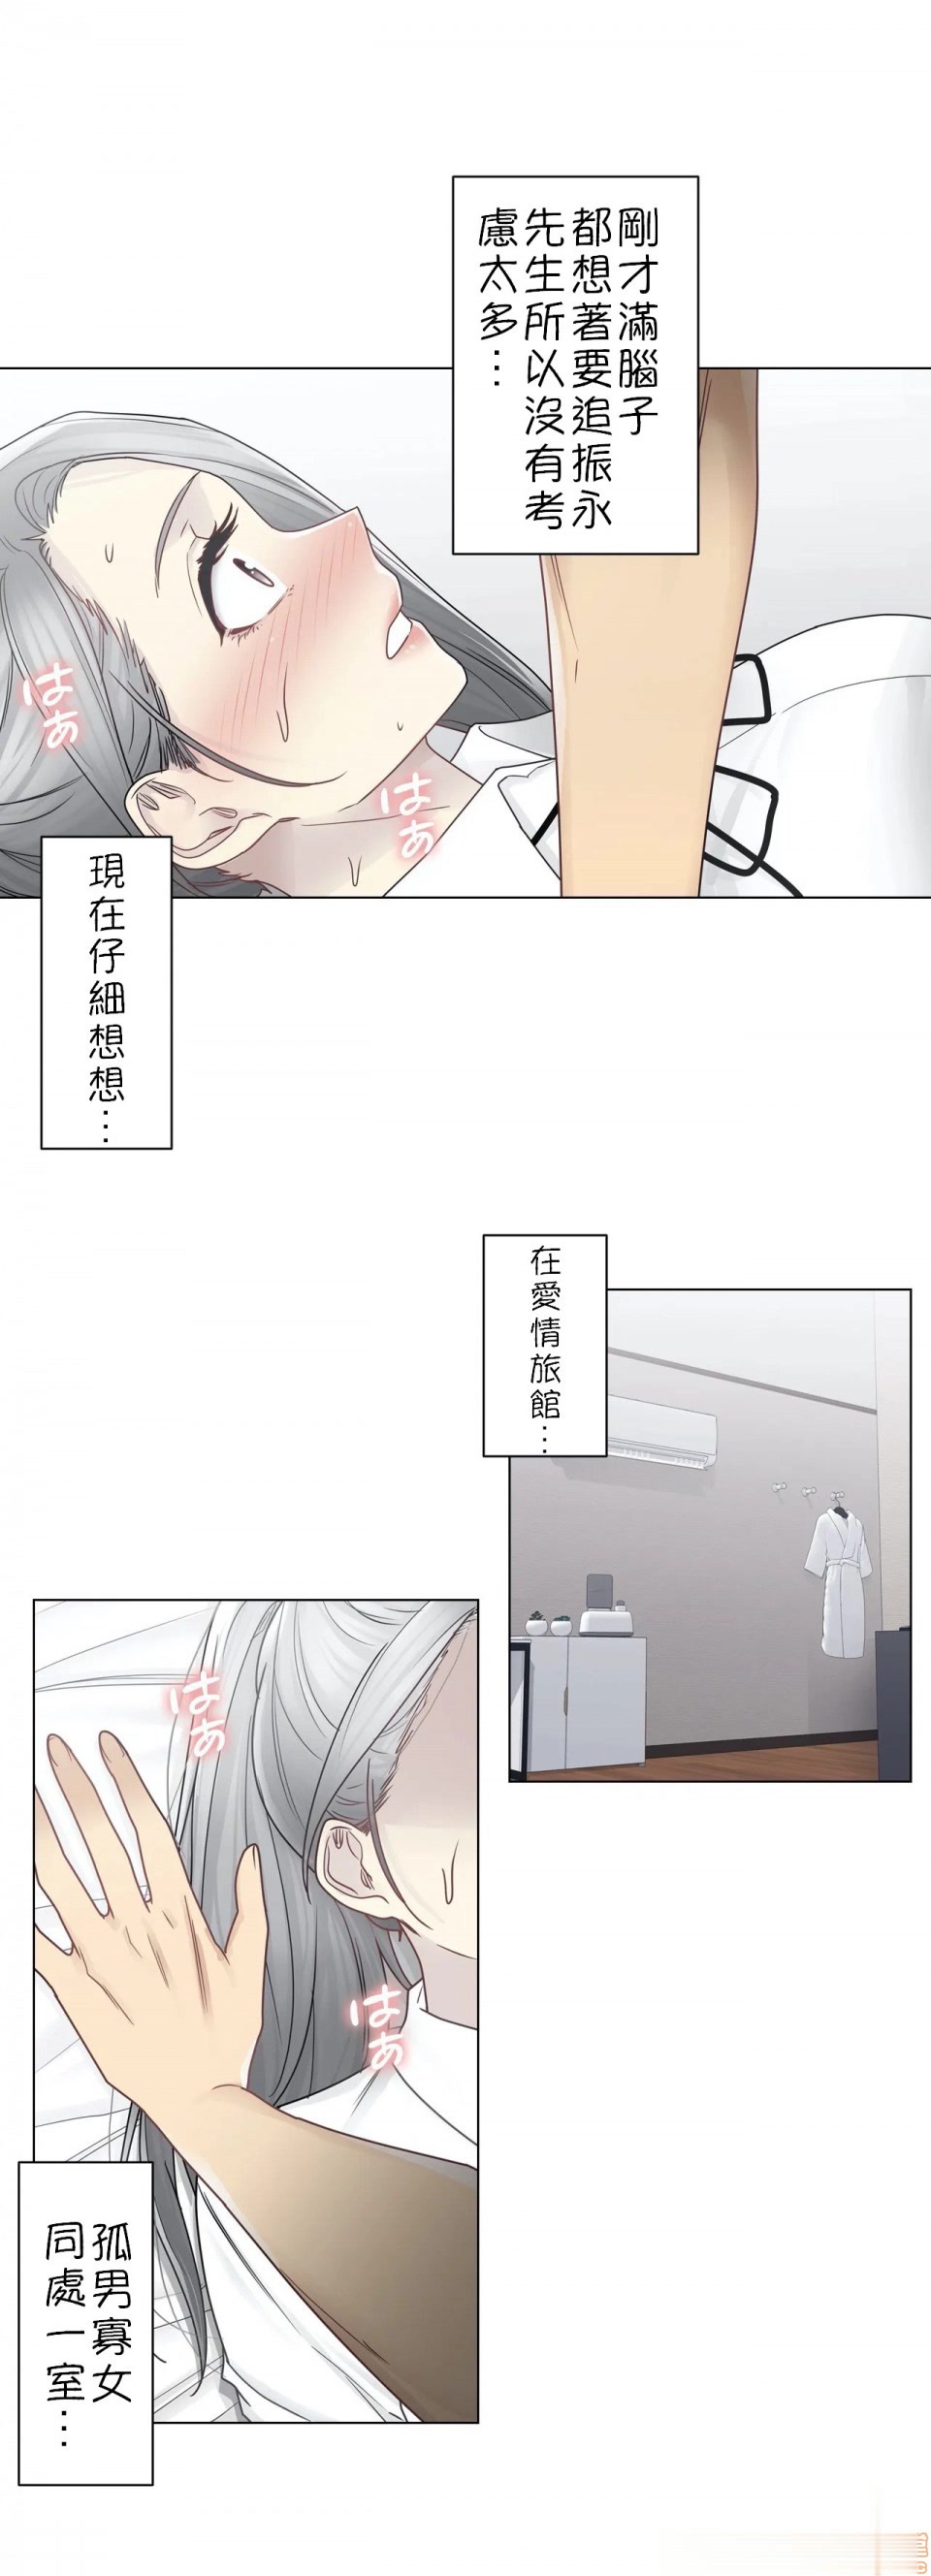 剛才滿腦子
都想著要追振永
先生所以沒有考
慮太多…
はぁ
はぁ
現在仔細想想…
在愛情旅館…
はぁ
はぁ
孤男寡女
同處一室…